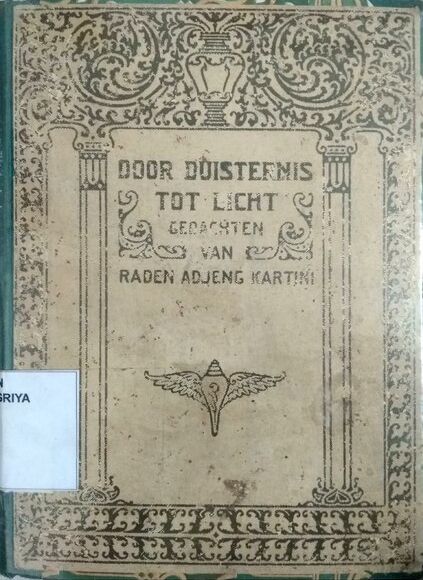 DOOR DUISTERNIS
TOT LICHT
GEDACHTEN
VAN
RADEN ADJENG KARTINI
N
GRIYA